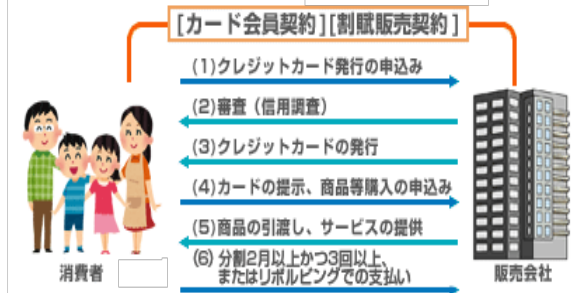 [カード会員契約][割賦販売契約]
(1)クレジットカード発行の申込み
(2)審査（信用調査）
(3)クレジットカードの発行
(4)カードの提示、商品等購入の申込み
(5)商品の引渡し、サービスの提供
(6)分割2月以上かつ3回以上、
またはリボルビングでの支払い
消費者
販売会社